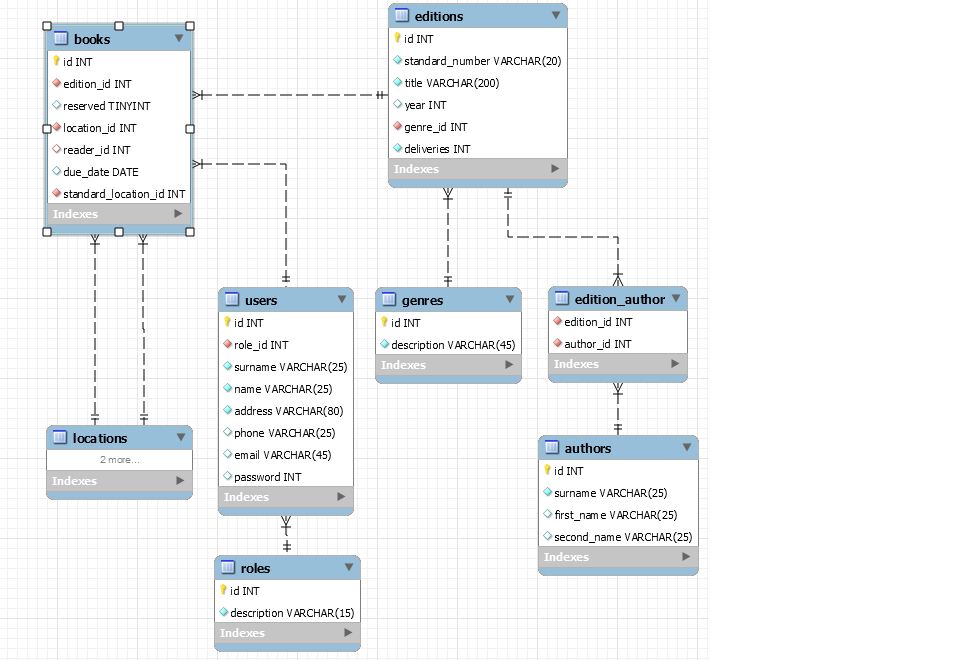 books
id INT
edition_id INT
reserved TINYINT
location_id INT
reader_id INT
due_date DATE
standard_location_id INT
Indexes
editions
id INT
standard_number VARCHAR(20)
title VARCHAR(200)
year INT
genre_id INT
deliveries INT
Indexes
users
id INT
role_id INT
surname VARCHAR(25)
name VARCHAR(25)
address VARCHAR(80)
phone VARCHAR(25)
email VARCHAR(45)
password INT
Indexes
genres
id INT
description VARCHAR(45)
Indexes
edition_author
edition_id INT
author_id INT
Indexes
locations
2 more...
Indexes
authors
id INT
surname VARCHAR(25)
first_name VARCHAR(25)
second_name VARCHAR(25)
Indexes
roles
id INT
description VARCHAR(15)
Indexes